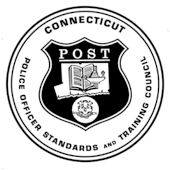 CONNECTICUT
POLICE OFFICER STANDARDS AND TRAINING COUNCIL
POST